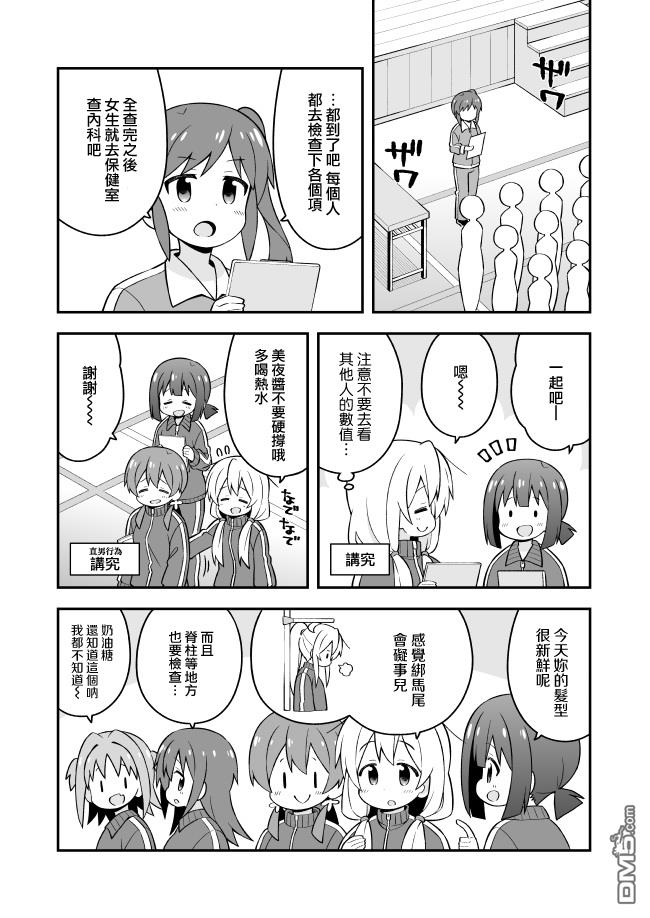 ざわ
ざわ
…都到了吧 每個人
都去檢查下各個項
全查完之後
女生就去保健室
查內科吧
一起吧—
嗯～
注意不要去看
其他人的數值…
講究
美夜醬不要硬撐哦
多喝熱水
謝謝～～
なで
なで
直男行為
講究
今天妳的髮型
很新鮮呢
感覺綁馬尾
會礙事兒
而且
脊柱等地方
也要檢查…
奶油糖
還知道這個吶
我都不知道～
DM5.com